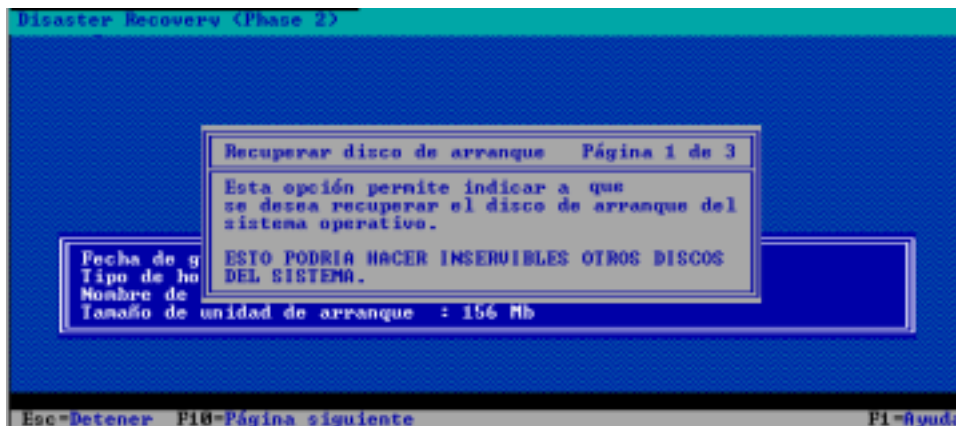 Disaster Recovery (Phase 2)
Recuperar disco de arranque Página 1 de 3
Esta opción permite indicar a que
se desea recuperar el disco de arranque del
sistema operativo.
ESTO PODRIA HACER INSERVIBLES OTROS DISCOS
DEL SISTEMA.
Fecha de g
Tipo de ho
Nombre de
Tamaño de unidad de arranque : 156 Mb
Esc=Detener F10=Página siguiente F1=Ayuda